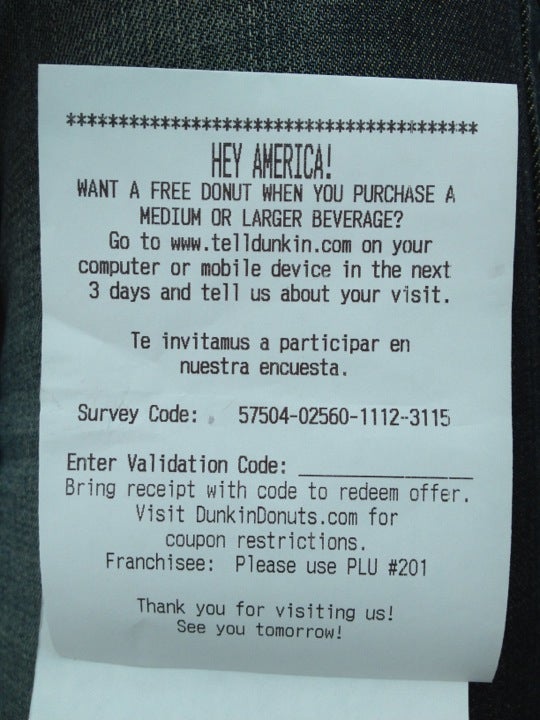 ****************************************
HEY AMERICA!
WANT A FREE DONUT WHEN YOU PURCHASE A
MEDIUM OR LARGER BEVERAGE?
Go to www.telldunkin.com on your
computer or mobile device in the next
3 days and tell us about your visit.
Te invitamus a participar en
nuestra encuesta.
Survey Code: 57504-02560-1112-3115
Enter Validation Code: _______________
Bring receipt with code to redeem offer.
Visit DunkinDonuts.com for
coupon restrictions.
Franchisee: Please use PLU #201
Thank you for visiting us!
See you tomorrow!